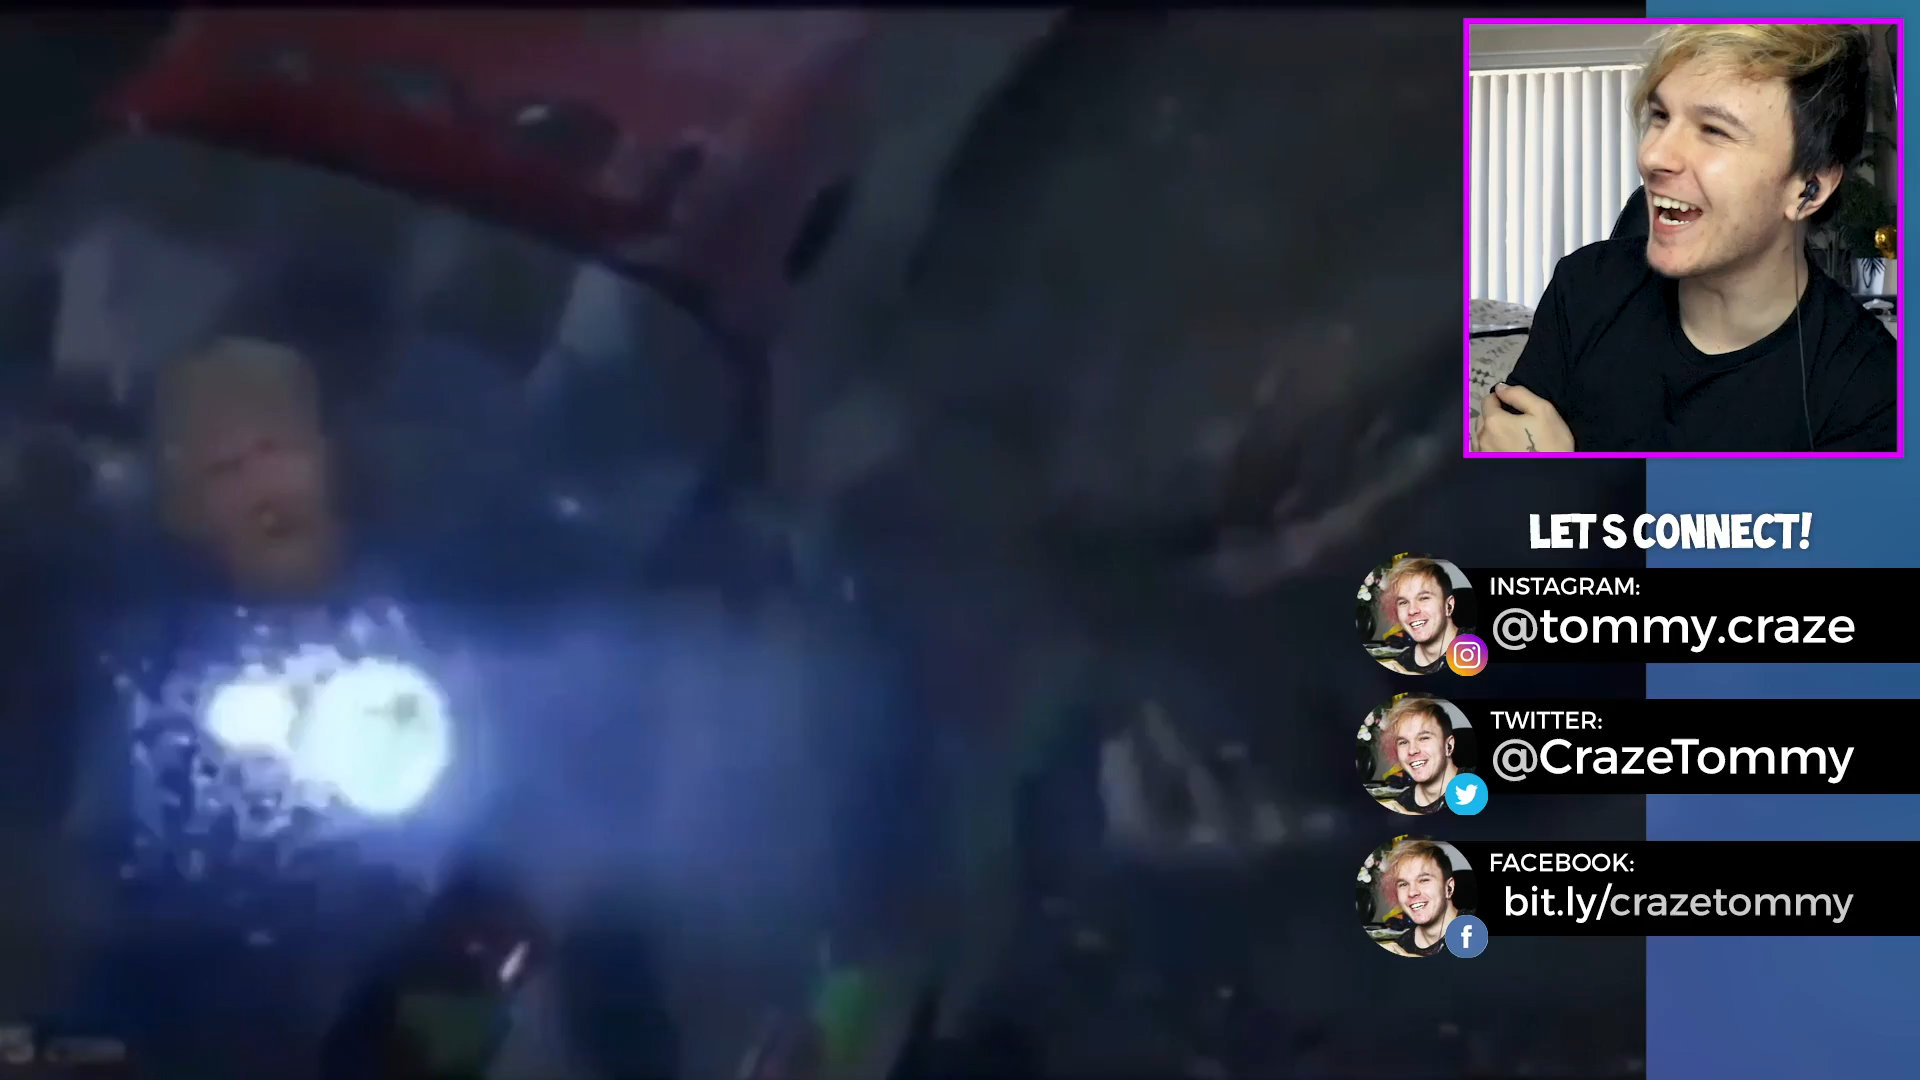 LET'S CONNECT!
INSTAGRAM:
@tommy.craze
TWITTER:
@CrazeTommy
FACEBOOK:
bit.ly/crazetommy